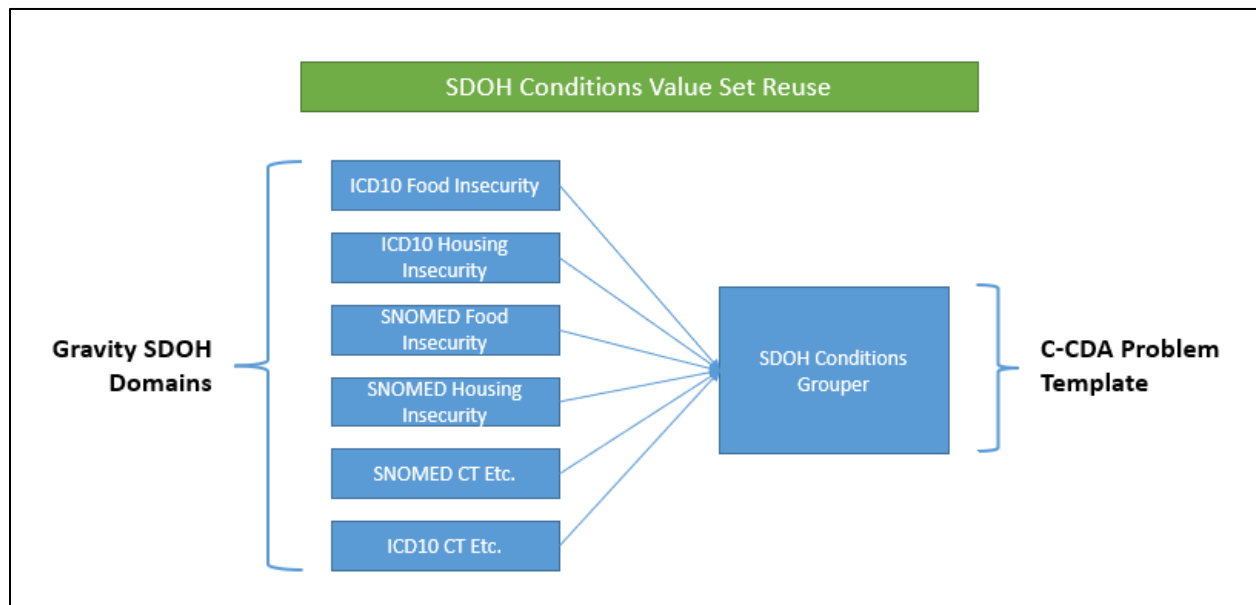 SDOH Conditions Value Set Reuse
Gravity SDOH
Domains
ICD10 Food Insecurity
ICD10 Housing
Insecurity
SNOMED Food
Insecurity
SNOMED Housing
Insecurity
SNOMED CT Etc.
ICD10 CT Etc.
SDOH Conditions
Grouper
C-CDA Problem
Template